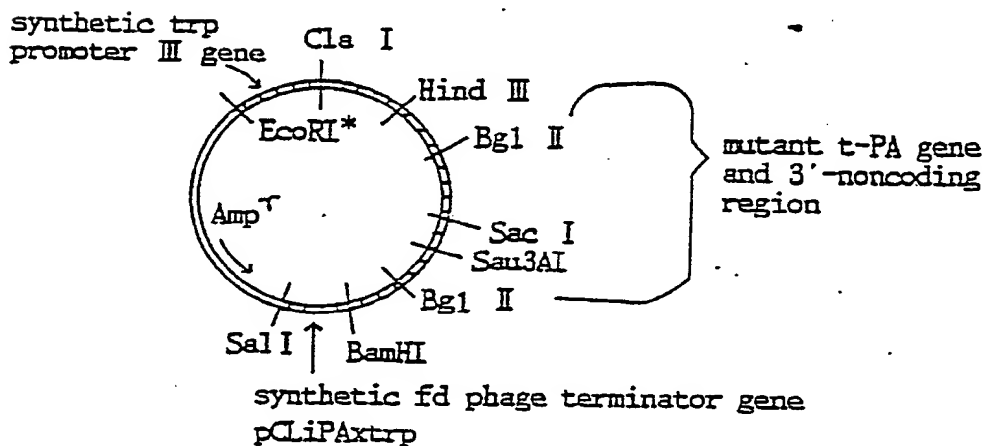 synthetic trp
promoter III gene
Cla I
Hind III
EcoRI*
Bgl II
mutant t-PA gene
and 3'-noncoding
region
Ampr
Sac I
Sau3AI
Bgl II
Sal I
BamHI
synthetic fd phage terminator gene
pCLiPAxtrp